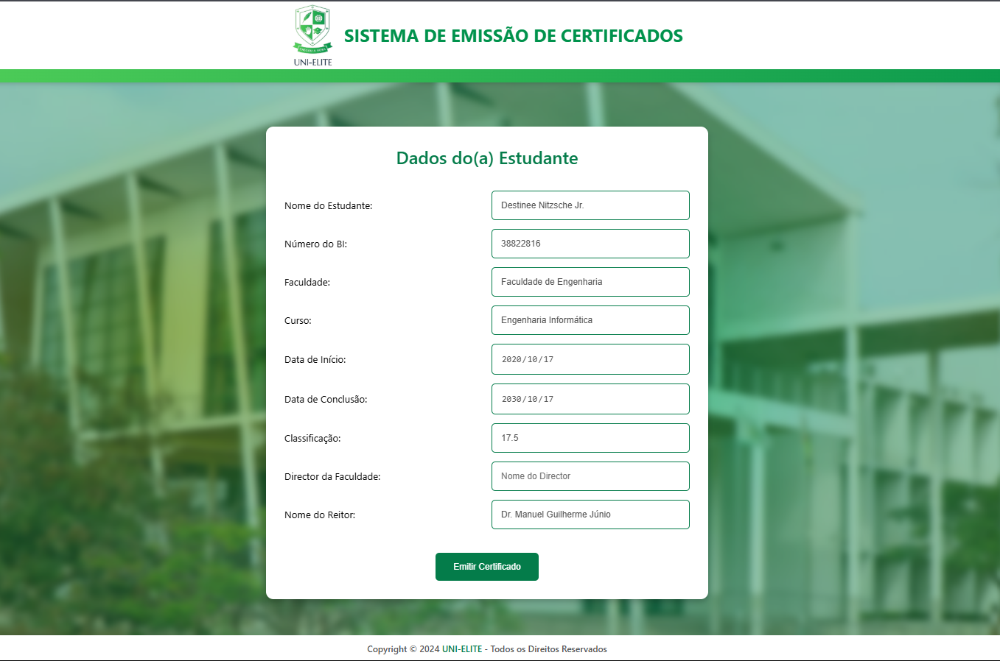 UNI-ELITE
SISTEMA DE EMISSÃO DE CERTIFICADOS
Dados do(a) Estudante
Nome do Estudante: Destinee Nitzsche Jr.
Número do BI: 38822816
Faculdade: Faculdade de Engenharia
Curso: Engenharia Informática
Data de Início: 2020/10/17
Data de Conclusão: 2030/10/17
Classificação: 17.5
Director da Faculdade: Nome do Director
Nome do Reitor: Dr. Manuel Guilherme Júnio
Emitir Certificado
Copyright © 2024 UNI-ELITE - Todos os Direitos Reservados